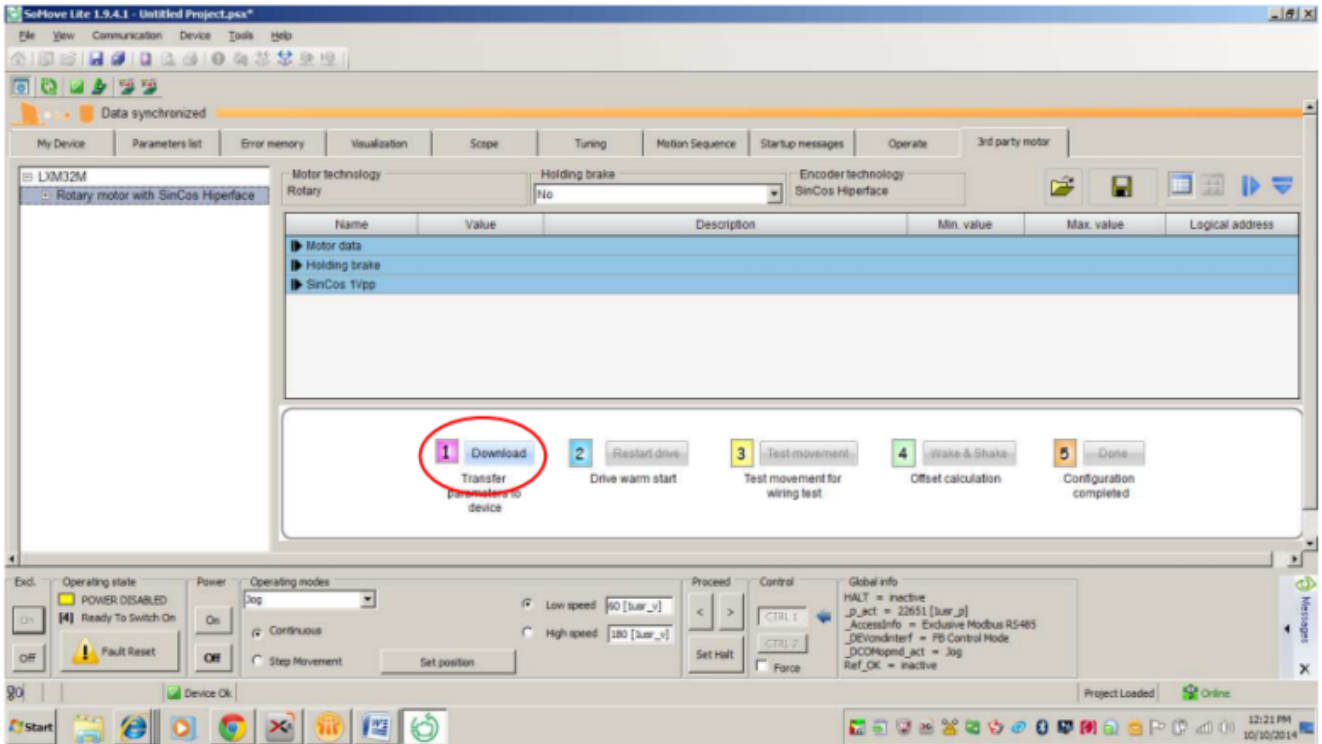 SoMove Lite 1.9.4.1 - Untitled Project.psx*
File View Communication Device Tools Help
Data synchronized
My Device Parameters list Error memory Visualization Scope Tuning Motion Sequence Startup messages Operate 3rd party motor
LXM32M
Rotary motor with SinCos Hiperface
Motor technology Holding brake Encoder technology
Rotary No SinCos Hiperface
Name Value Description Min. value Max. value Logical address
Motor data
Holding brake
SinCos 1Vpp
1 Download 2 Restart drive 3 Test movement 4 Wake & Shake 5 Done
Transfer parameters to device
Drive warm start
Test movement for wiring test
Offset calculation
Configuration completed
Excl. Operating state Power Operating modes Proceed Control Global info
On
Off
POWER DISABLED
[4] Ready To Switch On
Fault Reset
On
Off
Jog
Continuous
Step Movement
Set position
Low speed 60 [1usr_v]
High speed 180 [1usr_v]
< >
Set Halt
CTRL 1
CTRL 2
Force
HALT = inactive
_p_act = 22651 [1usr_p]
_AccessInfo = Exclusive Modbus RS485
_DEVcmdinterf = FB Control Mode
_DCOMopmd_act = Jog
Ref_OK = inactive
Messages
Device Ok Project Loaded Online
Start
12:21 PM
10/10/2014